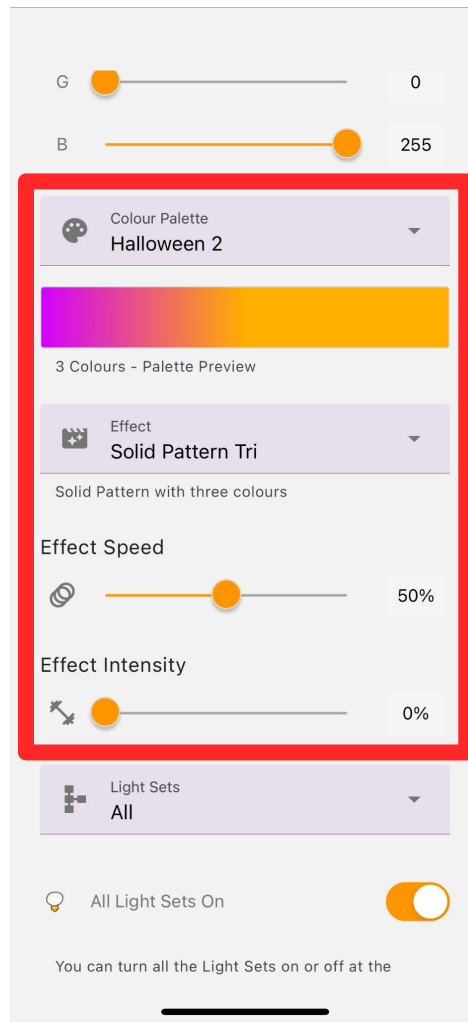 G 0
B 255
Colour Palette
Halloween 2
3 Colours - Palette Preview
Effect
Solid Pattern Tri
Solid Pattern with three colours
Effect Speed
50%
Effect Intensity
0%
Light Sets
All
All Light Sets On
You can turn all the Light Sets on or off at the